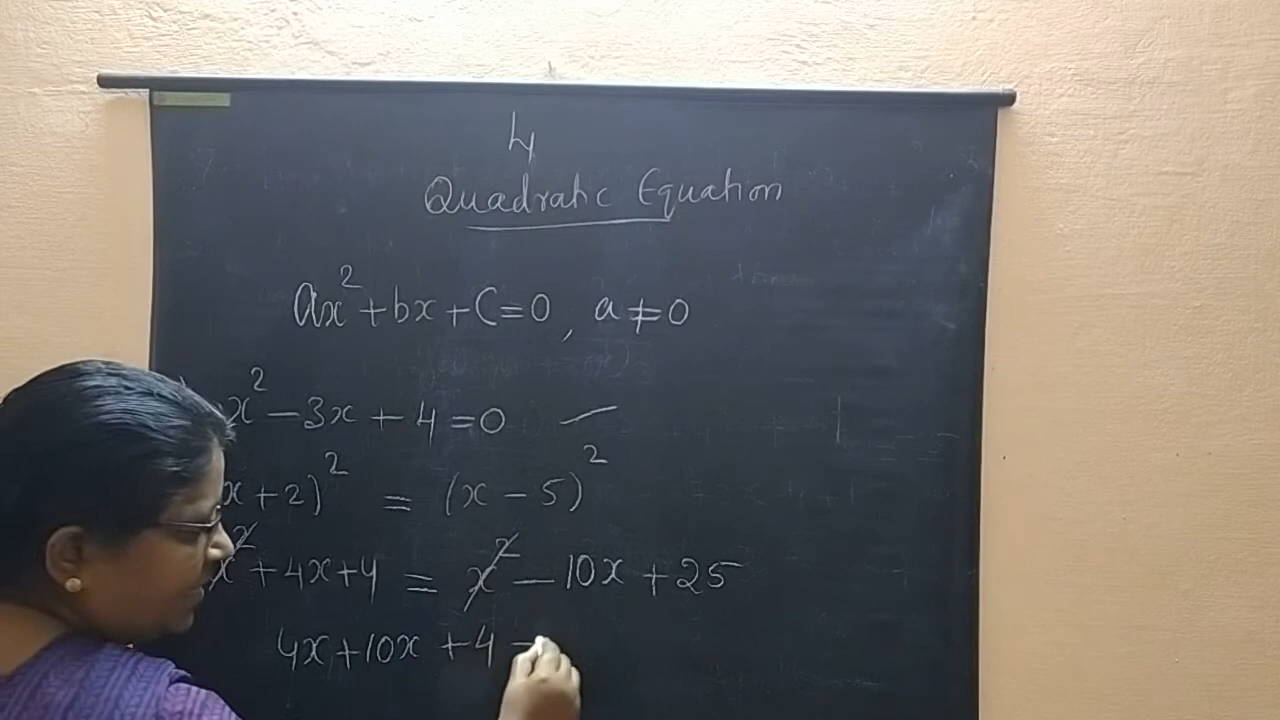 4
Quadratic Equation
ax² + bx + c = 0, a ≠ 0
x² - 3x + 4 = 0
x + 2)² = (x - 5)²
x² + 4x + 4 = x² - 10x + 25
4x + 10x + 4 -